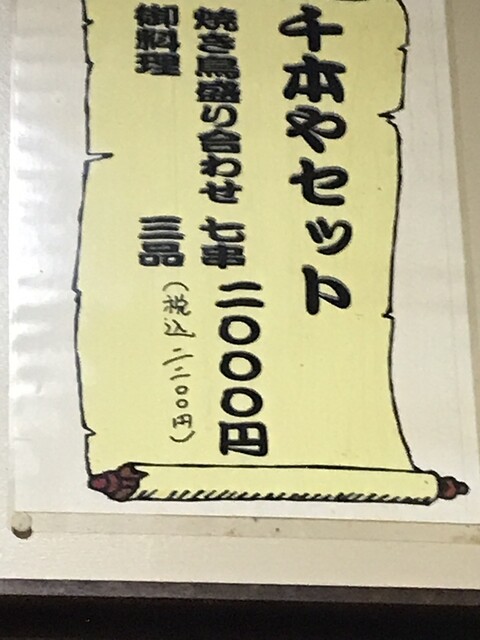 千本やセット
焼き鳥盛り合わせ 七串
御料理 三品
二〇〇〇円
(税込二二〇〇円)